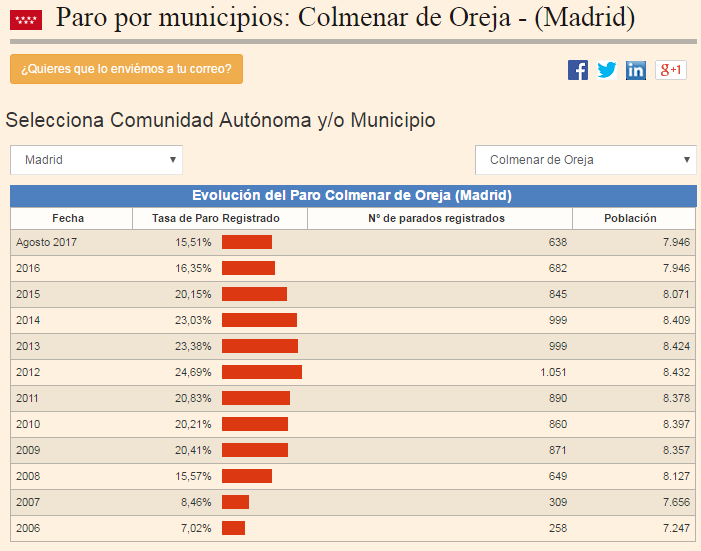 Paro por municipios: Colmenar de Oreja - (Madrid)
¿Quieres que lo enviémos a tu correo?
g+1
Selecciona Comunidad Autónoma y/o Municipio
Madrid Colmenar de Oreja
Evolución del Paro Colmenar de Oreja (Madrid)
Fecha Tasa de Paro Registrado Nº de parados registrados Población
Agosto 2017 15,51% 638 7.946
2016 16,35% 682 7.946
2015 20,15% 845 8.071
2014 23,03% 999 8.409
2013 23,38% 999 8.424
2012 24,69% 1.051 8.432
2011 20,83% 890 8.378
2010 20,21% 860 8.397
2009 20,41% 871 8.357
2008 15,57% 649 8.127
2007 8,46% 309 7.656
2006 7,02% 258 7.247